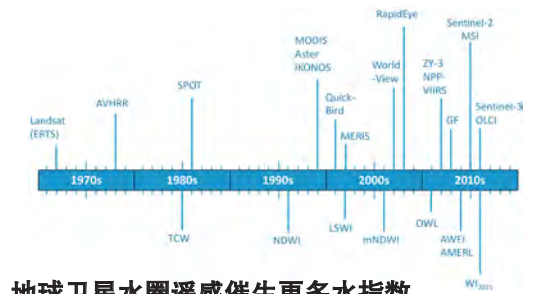 RapidEye
Sentinel-2
MSI
MODIS
Aster
IKONOS
World
-View
ZY-3
NPP-
VIIRS
SPOT
AVHRR
Quick-
Bird
Landsat
(ERTS)
MERIS
GF
Sentinel-3
OLCI
1970s
1980s
1990s
2000s
2010s
TCW
NDWI
LSWI
mNDWI
OWL
AWEI
AMERL
WI2015
地球卫星水圈遥感催生更多水指数